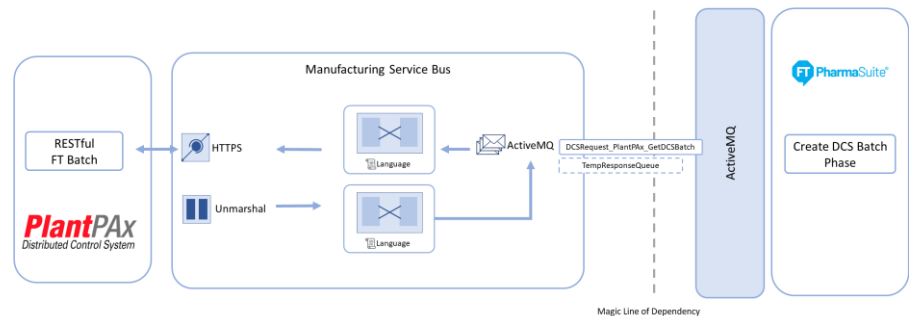 Manufacturing Service Bus
FT PharmaSuite®
RESTful
FT Batch
HTTPS
Language
ActiveMQ
DCSRequest_PlantPAx_GetDCSBatch
TempResponseQueue
ActiveMQ
Create DCS Batch
Phase
Unmarshal
Language
PlantPAx
Distributed Control System
Magic Line of Dependency